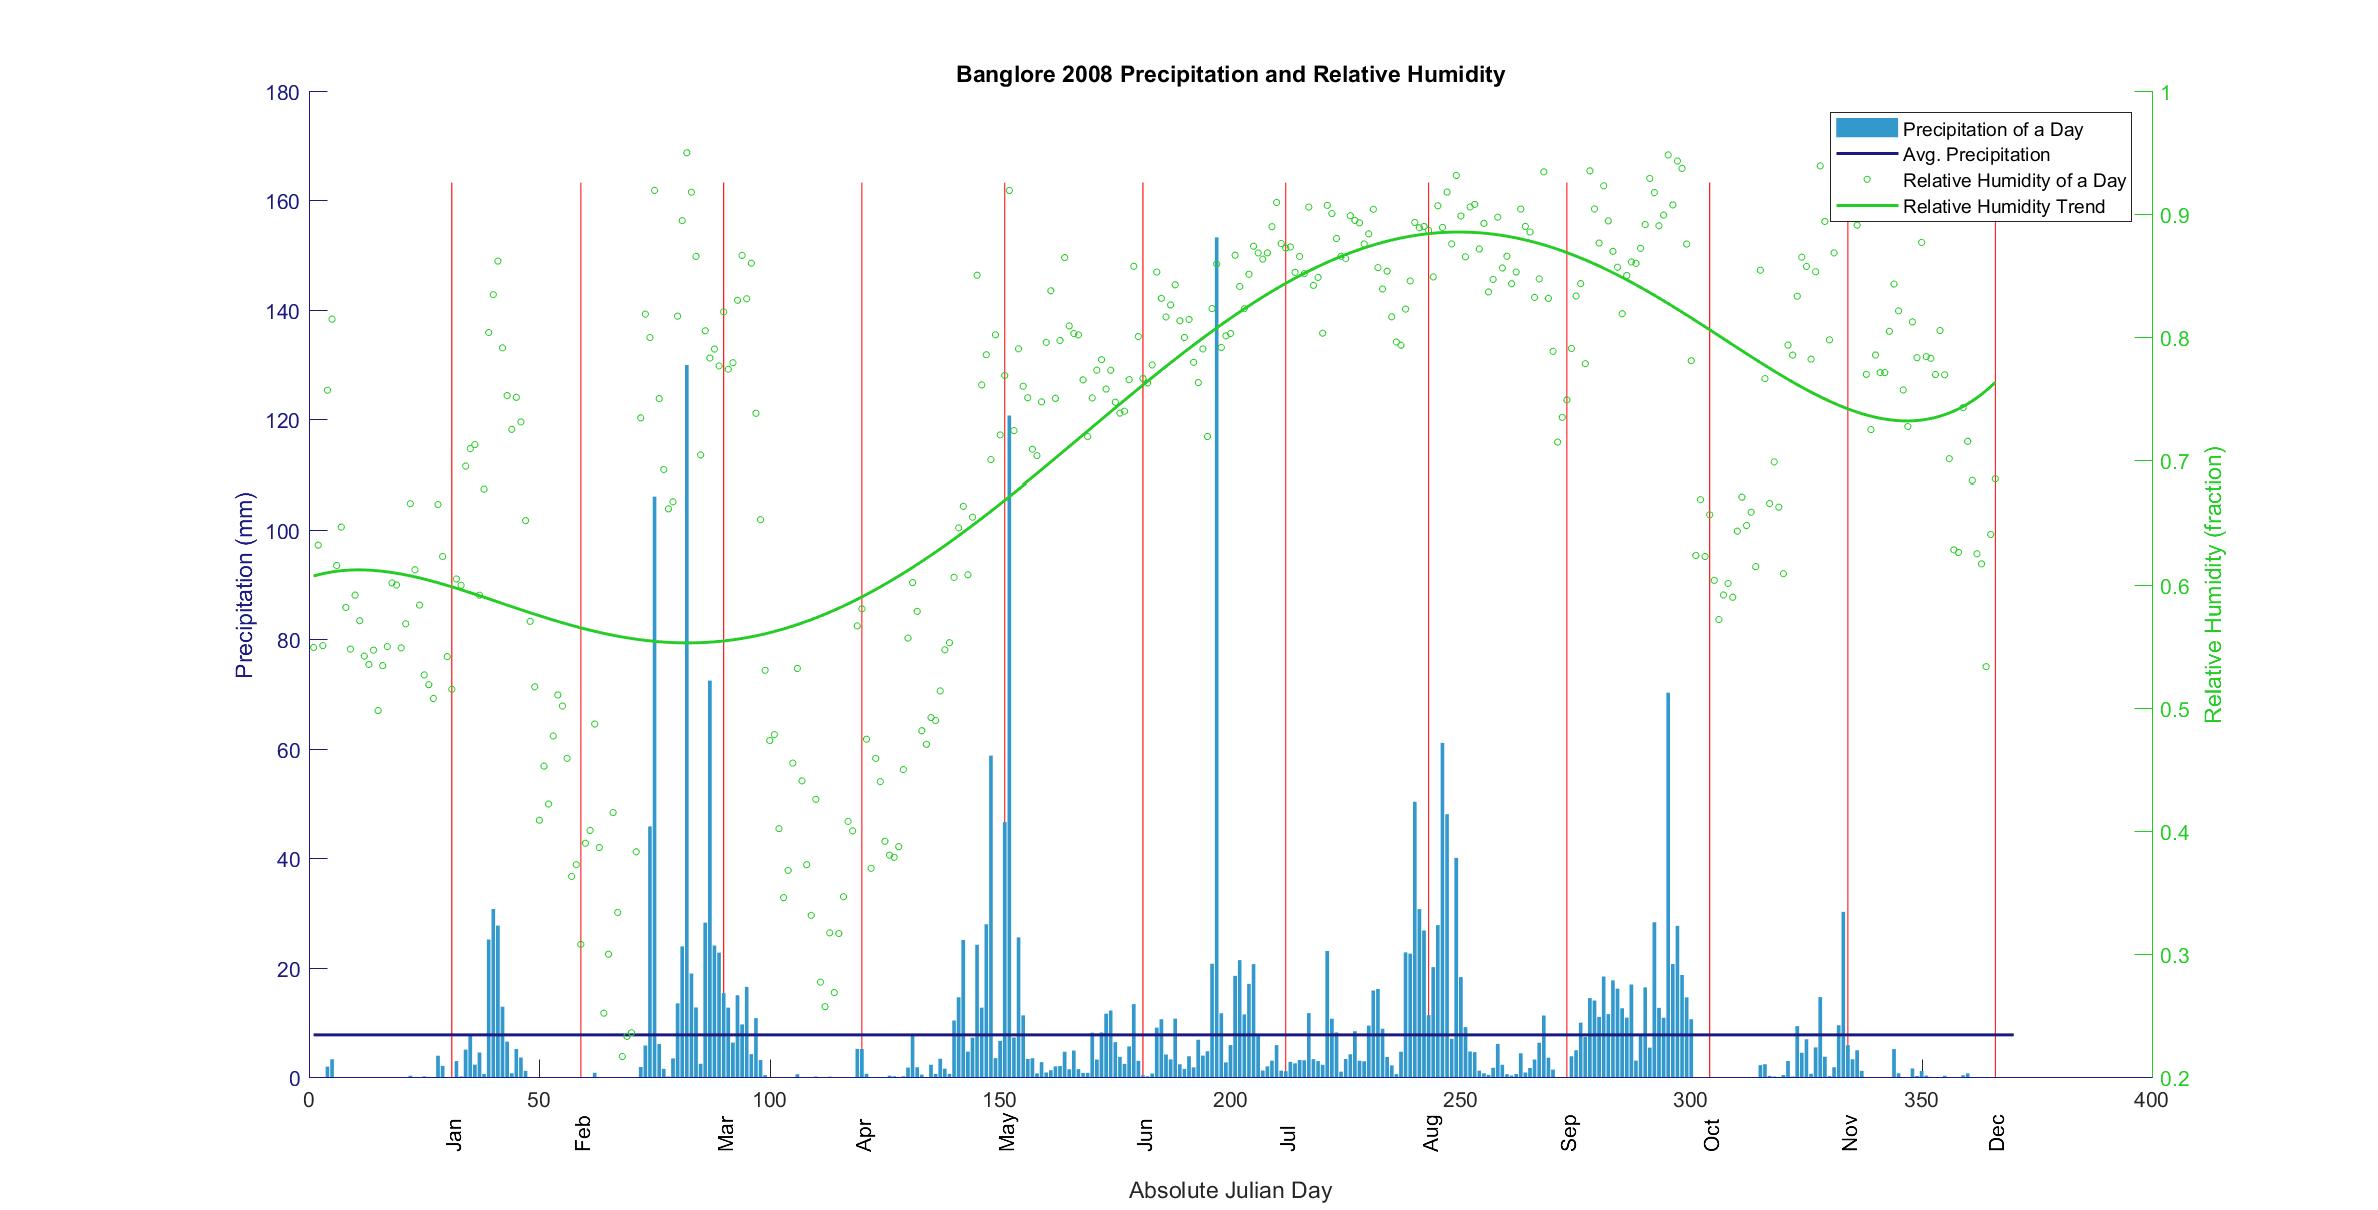 Banglore 2008 Precipitation and Relative Humidity
Precipitation of a Day
Avg. Precipitation
Relative Humidity of a Day
Relative Humidity Trend
180
160
140
120
100
80
60
40
20
0
Precipitation (mm)
1
0.9
0.8
0.7
0.6
0.5
0.4
0.3
0.2
Relative Humidity (fraction)
0 50 100 150 200 250 300 350 400
Jan Feb Mar Apr May Jun Jul Aug Sep Oct Nov Dec
Absolute Julian Day